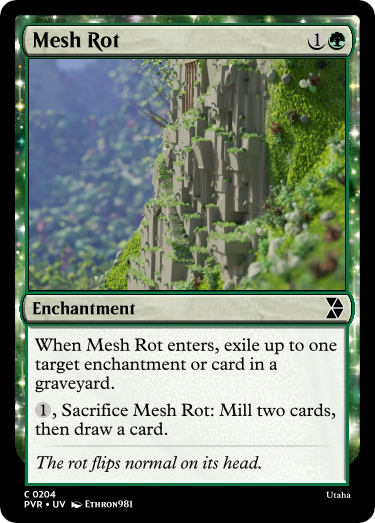 Mesh Rot 1
Enchantment
When Mesh Rot enters, exile up to one
target enchantment or card in a
graveyard.
1, Sacrifice Mesh Rot: Mill two cards,
then draw a card.
The rot flips normal on its head.
C 0204
PVR • UV Ethron981
Utaha